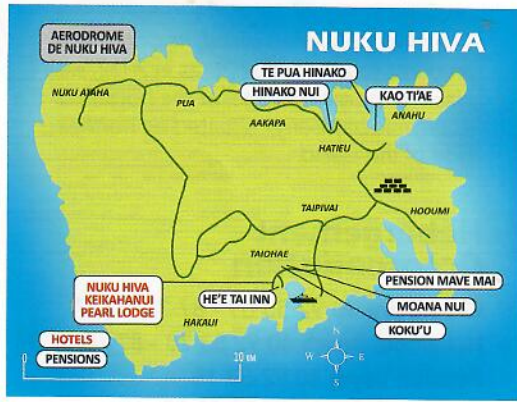 AERODROME
DE NUKU HIVA
NUKU HIVA
TE PUA HINAKO
HINAKO NUI
KAO TI'AE
NUKU ATAHA
PUA
AAKAPA
ANAHU
HATIEU
TAIPIVAI
HOOUMI
TAIOHAE
NUKU HIVA
KEIKAHANUI
PEARL LODGE
HE'E TAI INN
PENSION MAVE MAI
MOANA NUI
KOKU'U
HAKAUI
HOTELS
PENSIONS
0
10 KM
N
W
E
S